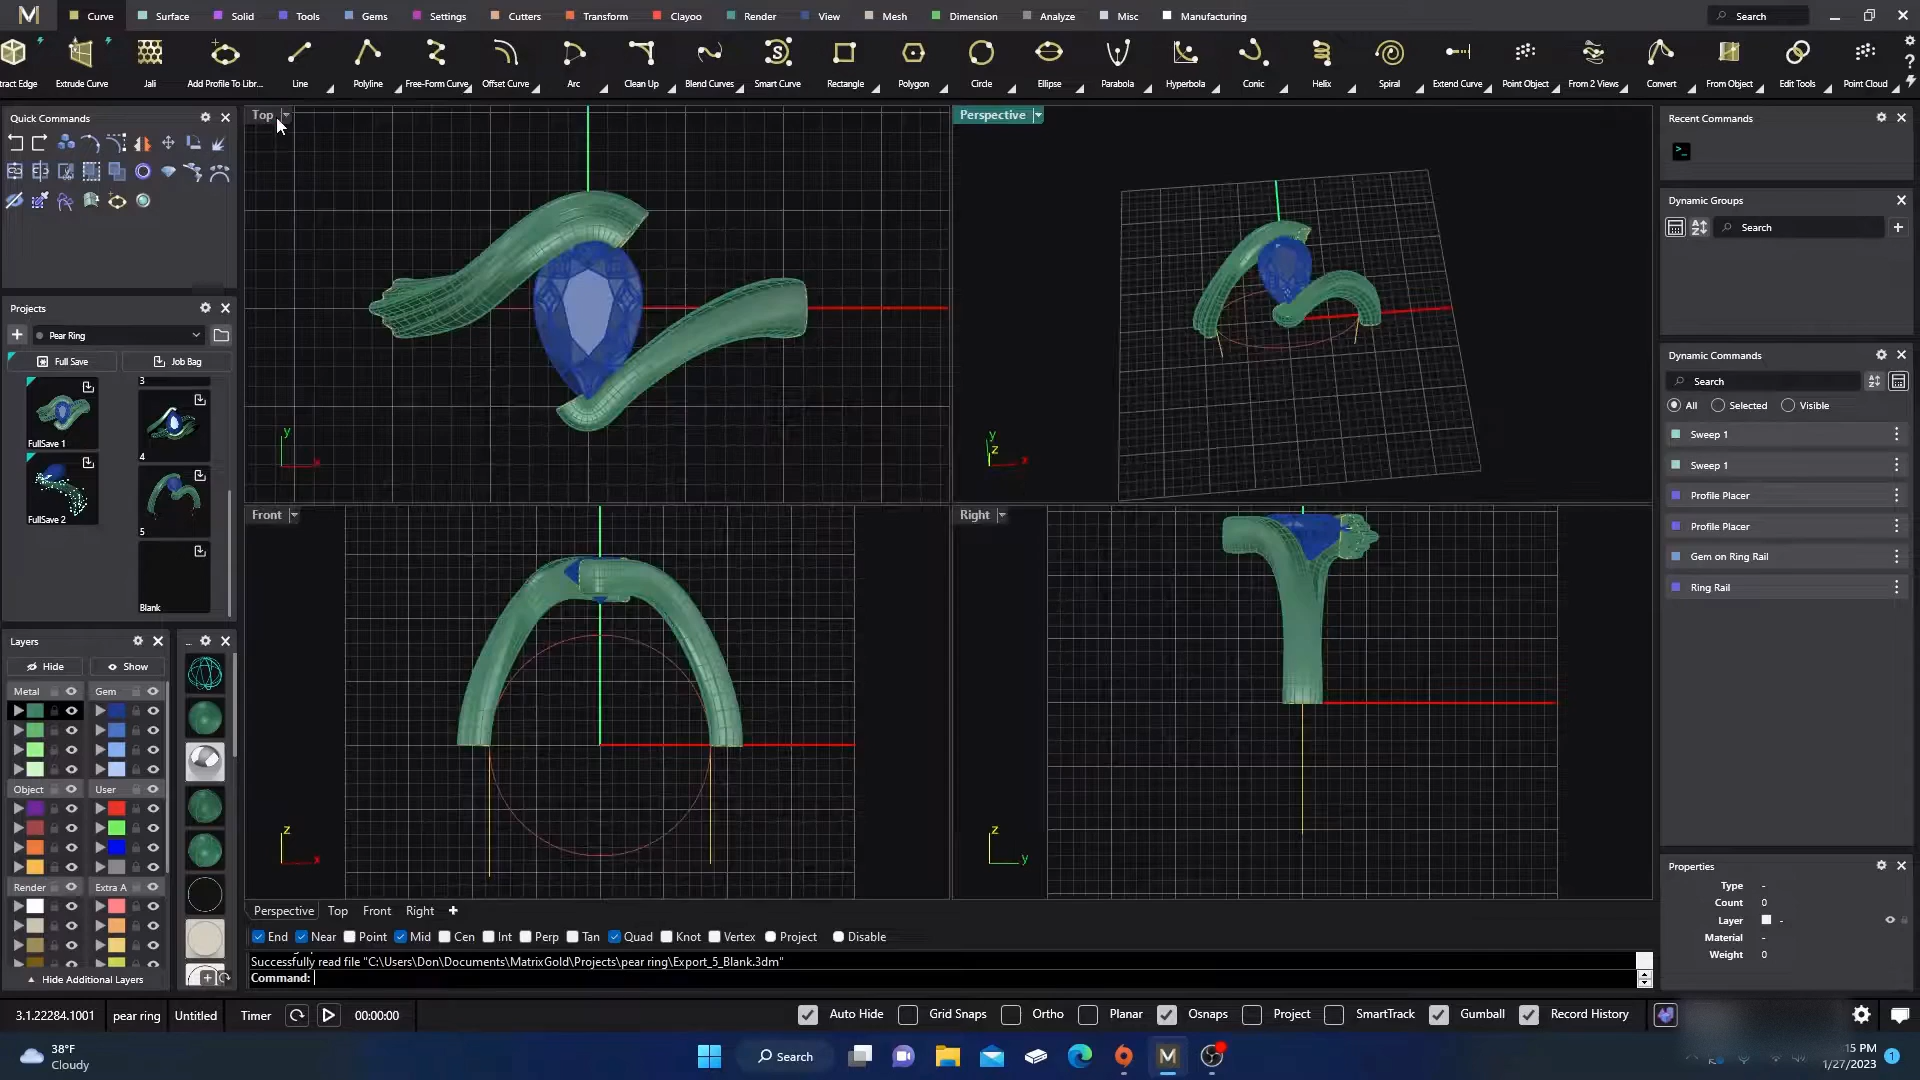 Curve
Surface
Solid
Tools
Gems
Settings
Cutters
Transform
Clayoo
Render
View
Mesh
Dimension
Analyze
Misc
Manufacturing
Search
ract Edge
Extrude Curve
Jali
Add Profile To Libr...
Line
Polyline
Free-Form Curve
Offset Curve
Arc
Clean Up
Blend Curves
Smart Curve
Rectangle
Polygon
Circle
Ellipse
Parabola
Hyperbola
Conic
Helix
Spiral
Extend Curve
Point Object
From 2 Views
Convert
From Object
Edit Tools
Point Cloud
Quick Commands
Projects
Pear Ring
Full Save
Job Bag
FullSave 1
3
4
FullSave 2
5
Blank
Layers
Hide
Show
Metal
Gem
Object
User
Render
Extra A
Hide Additional Layers
Top
y
x
Perspective
y
z
x
Front
z
x
Right
z
y
Perspective
Top
Front
Right
End
Near
Point
Mid
Cen
Int
Perp
Tan
Quad
Knot
Vertex
Project
Disable
Successfully read file "C:\Users\Don\Documents\MatrixGold\Projects\pear ring\Export_5_Blank.3dm"
Command:
Recent Commands
Dynamic Groups
Search
Dynamic Commands
Search
All
Selected
Visible
Sweep 1
Sweep 1
Profile Placer
Profile Placer
Gem on Ring Rail
Ring Rail
Properties
Type -
Count 0
Layer -
Material -
Weight 0
3.1.22284.1001
pear ring
Untitled
Timer
00:00:00
Auto Hide
Grid Snaps
Ortho
Planar
Osnaps
Project
SmartTrack
Gumball
Record History
38°F
Cloudy
Search
15 PM
1/27/2023
1